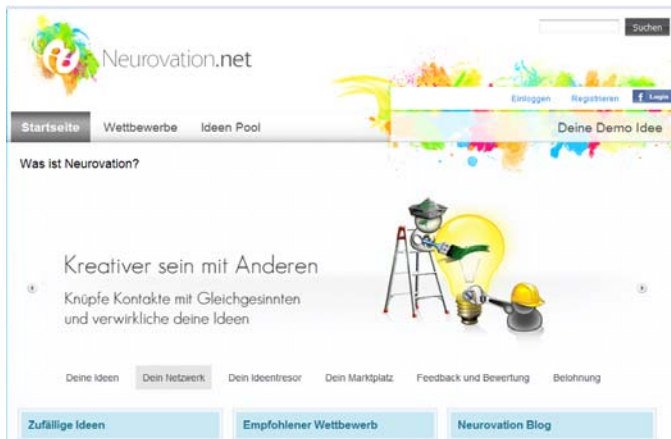 Suchen
Neurovation.net
Einloggen Registrieren f Login
Startseite Wettbewerbe Ideen Pool Deine Demo Idee
Was ist Neurovation?
Kreativer sein mit Anderen
Knüpfe Kontakte mit Gleichgesinnten
und verwirkliche deine Ideen
Deine Ideen Dein Netzwerk Dein Ideentresor Dein Marktplatz Feedback und Bewertung Belohnung
Zufällige Ideen Empfohlener Wettbewerb Neurovation Blog